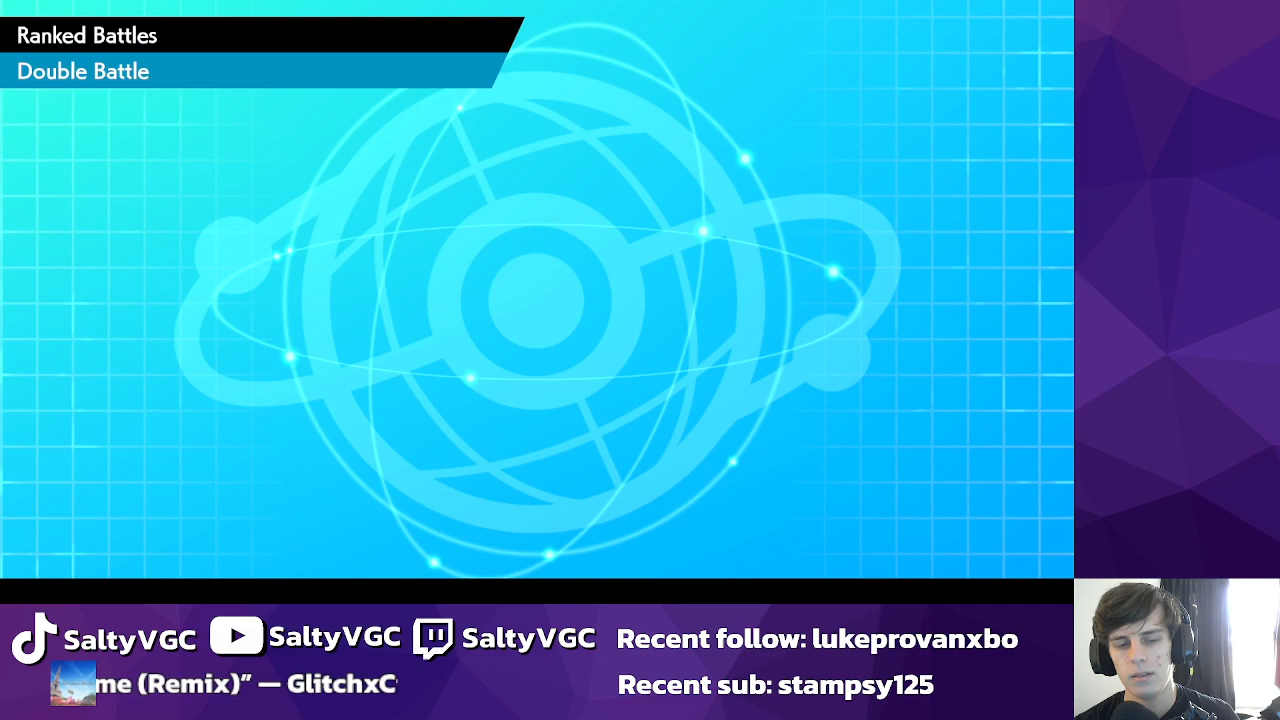 Ranked Battles
Double Battle
SaltyVGC SaltyVGC SaltyVGC Recent follow: lukeprovanxbo
me (Remix)” — GlitchxC Recent sub: stampsy125